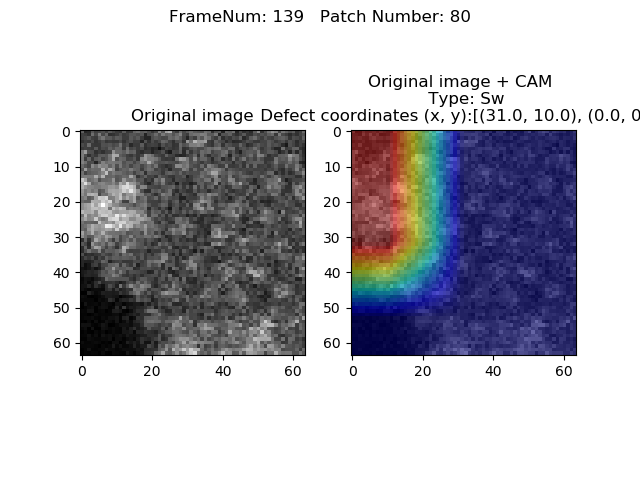 FrameNum: 139   Patch Number: 80
Original image + CAM
Type: Sw
Original image Defect coordinates (x, y):[(31.0, 10.0), (0.0, 0
0
10
20
30
40
50
60
0 20 40 60
0
10
20
30
40
50
60
0 20 40 60